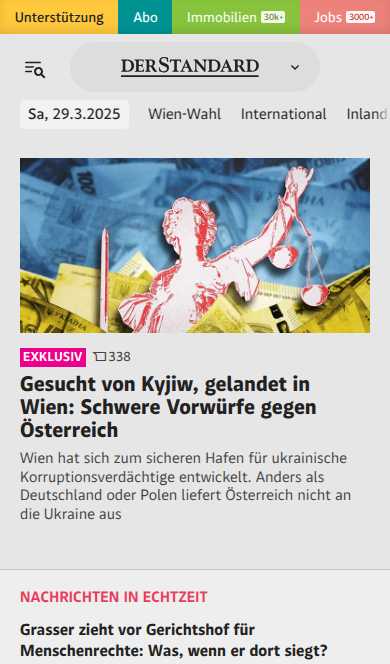 Unterstützung Abo Immobilien 30k+ Jobs 3000+
DERSTANDARD
Sa, 29.3.2025 Wien-Wahl International Inland
EXKLUSIV 338
Gesucht von Kyjiw, gelandet in
Wien: Schwere Vorwürfe gegen
Österreich
Wien hat sich zum sicheren Hafen für ukrainische
Korruptionsverdächtige entwickelt. Anders als
Deutschland oder Polen liefert Österreich nicht an
die Ukraine aus
NACHRICHTEN IN ECHTZEIT
Grasser zieht vor Gerichtshof für
Menschenrechte: Was, wenn er dort siegt?